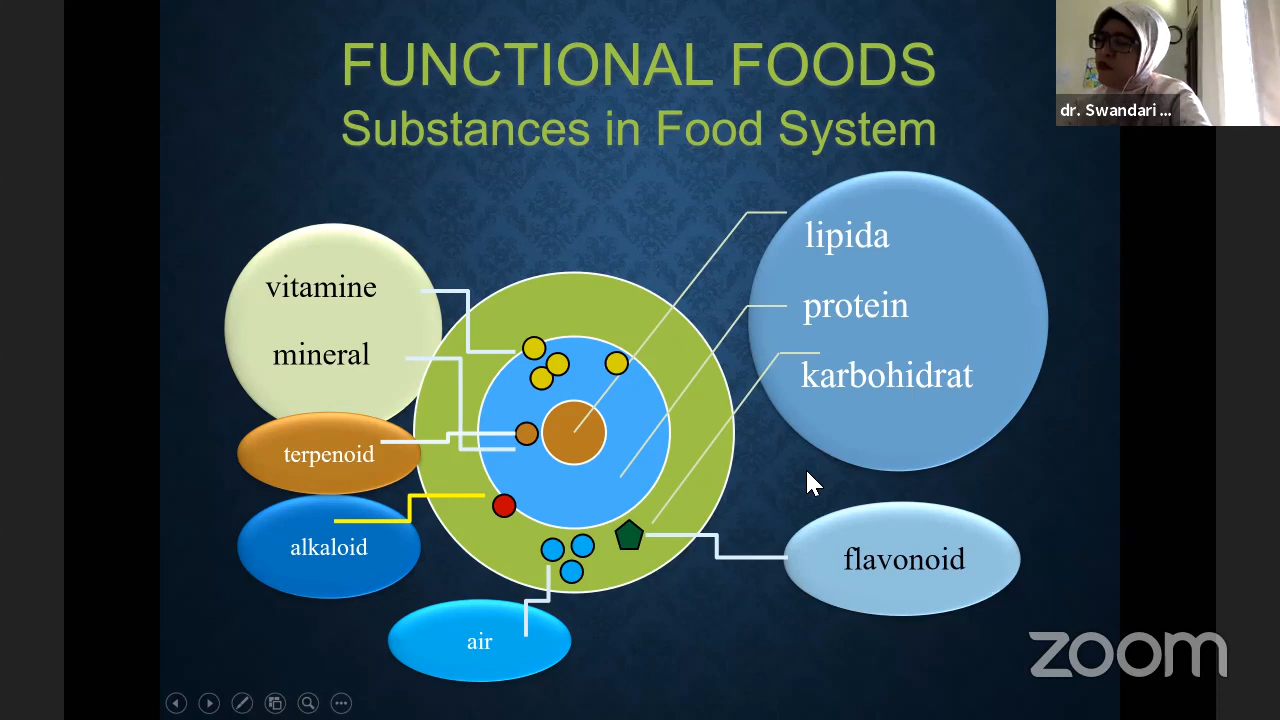 FUNCTIONAL FOODS
Substances in Food System
dr. Swandari ...
vitamine
mineral
terpenoid
alkaloid
air
lipida
protein
karbohidrat
flavonoid
zoom